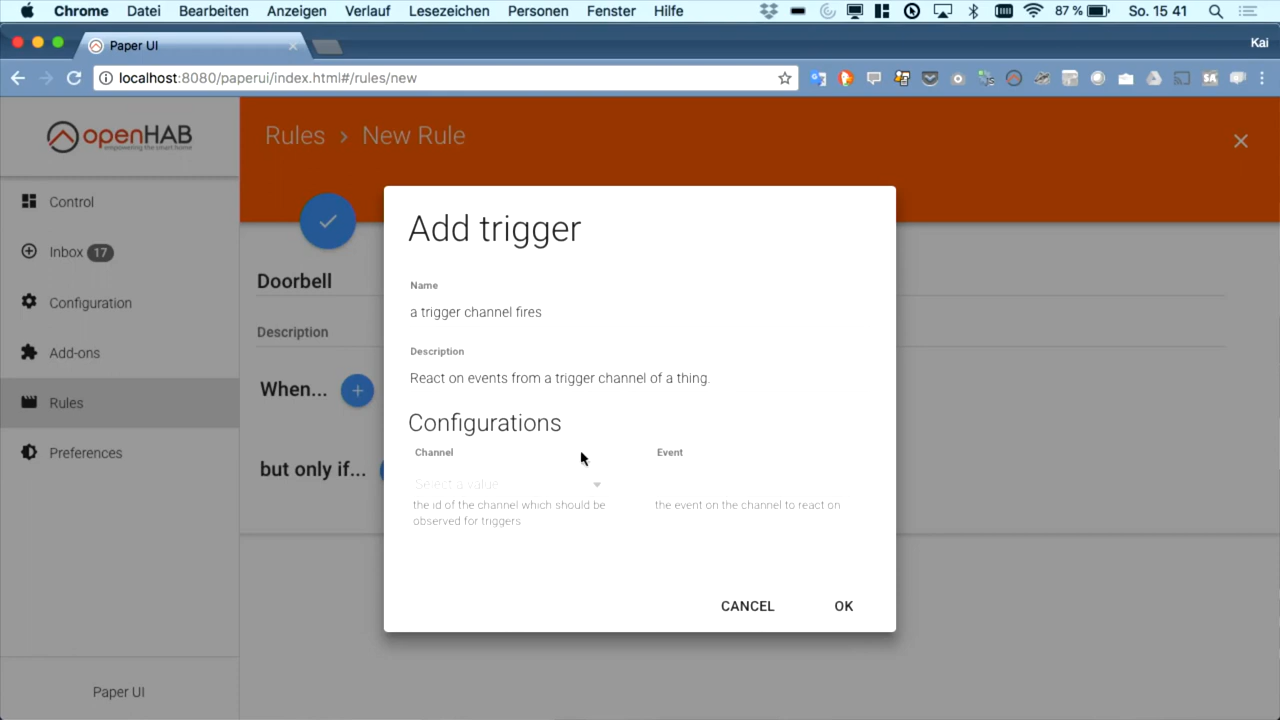 Chrome Datei Bearbeiten Anzeigen Verlauf Lesezeichen Personen Fenster Hilfe 87 % So. 15 41
Paper UI
Kai
localhost:8080/paperui/index.html#/rules/new
openHAB
empowering the smart home
Rules › New Rule
Control
Inbox 17
Configuration
Add-ons
Rules
Preferences
Paper UI
Doorbell
Description
When...
but only if...
Add trigger
Name
a trigger channel fires
Description
React on events from a trigger channel of a thing.
Configurations
Channel Event
Select a value
the id of the channel which should be the event on the channel to react on
observed for triggers
CANCEL OK